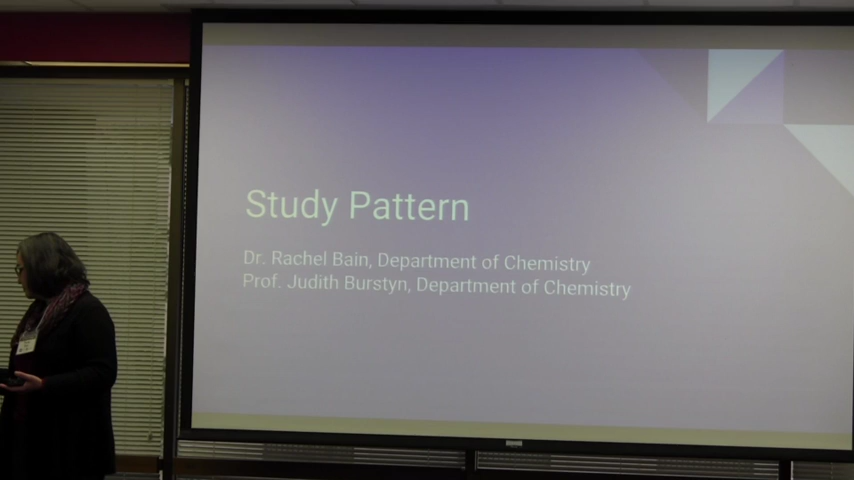 Study Pattern
Dr. Rachel Bain, Department of Chemistry
Prof. Judith Burstyn, Department of Chemistry